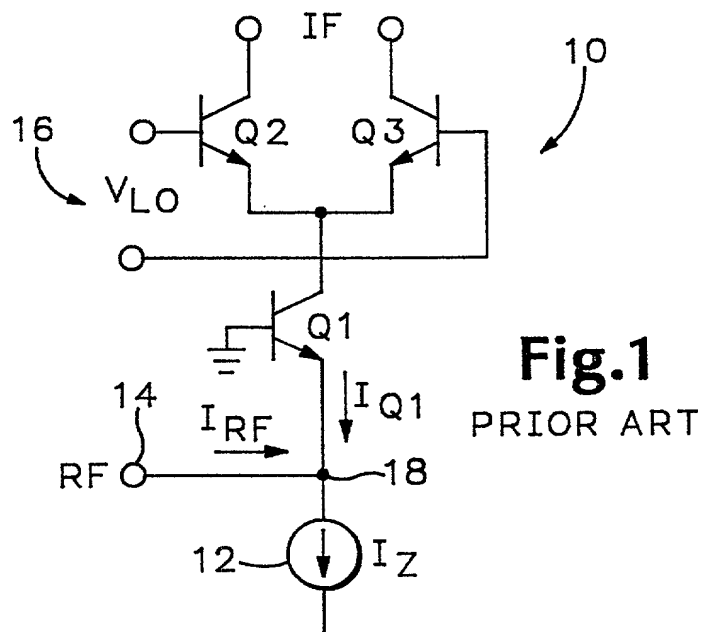 IF
10
16
Q2
Q3
VLO
Q1
Fig.1
PRIOR ART
14
IRF
IQ1
RF
18
12
IZ